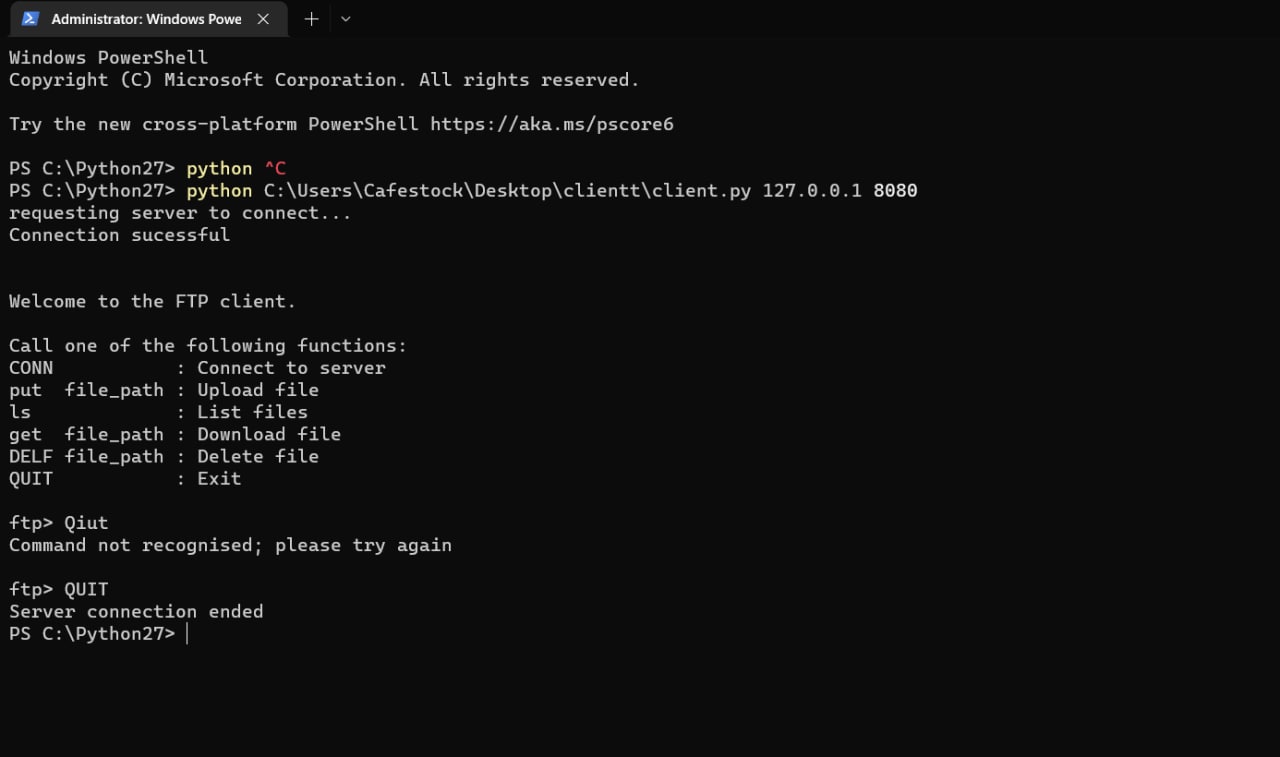 Administrator: Windows Powe
Windows PowerShell
Copyright (C) Microsoft Corporation. All rights reserved.
Try the new cross-platform PowerShell https://aka.ms/pscore6
PS C:\Python27> python ^C
PS C:\Python27> python C:\Users\Cafestock\Desktop\clientt\client.py 127.0.0.1 8080
requesting server to connect...
Connection sucessful
Welcome to the FTP client.
Call one of the following functions:
CONN           : Connect to server
put  file_path : Upload file
ls             : List files
get  file_path : Download file
DELF file_path : Delete file
QUIT           : Exit
ftp> Qiut
Command not recognised; please try again
ftp> QUIT
Server connection ended
PS C:\Python27>